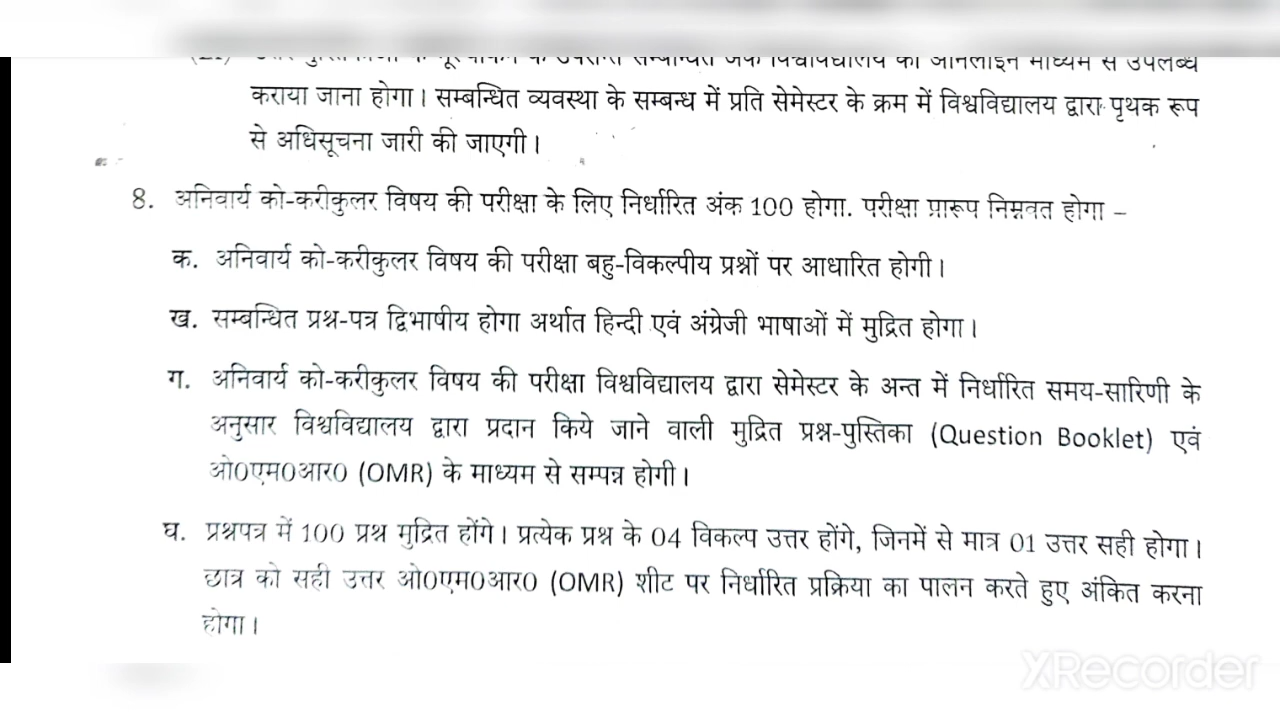 कराया जाना होगा। सम्बन्धित व्यवस्था के सम्बन्ध में प्रति सेमेस्टर के क्रम में विश्वविद्यालय द्वारा पृथक रूप
से अधिसूचना जारी की जाएगी।
8. अनिवार्य को-करीकुलर विषय की परीक्षा के लिए निर्धारित अंक 100 होगा. परीक्षा प्रारूप निम्नवत होगा –
क. अनिवार्य को-करीकुलर विषय की परीक्षा बहु-विकल्पीय प्रश्नों पर आधारित होगी।
ख. सम्बन्धित प्रश्न-पत्र द्विभाषीय होगा अर्थात हिन्दी एवं अंग्रेजी भाषाओं में मुद्रित होगा।
ग. अनिवार्य को-करीकुलर विषय की परीक्षा विश्वविद्यालय द्वारा सेमेस्टर के अन्त में निर्धारित समय-सारिणी के
अनुसार विश्वविद्यालय द्वारा प्रदान किये जाने वाली मुद्रित प्रश्न-पुस्तिका (Question Booklet) एवं
ओ0एम0आर0 (OMR) के माध्यम से सम्पन्न होगी।
घ. प्रश्नपत्र में 100 प्रश्न मुद्रित होंगे। प्रत्येक प्रश्न के 04 विकल्प उत्तर होंगे, जिनमें से मात्र 01 उत्तर सही होगा।
छात्र को सही उत्तर ओ0एम0आर0 (OMR) शीट पर निर्धारित प्रक्रिया का पालन करते हुए अंकित करना
होगा।
XRecorder